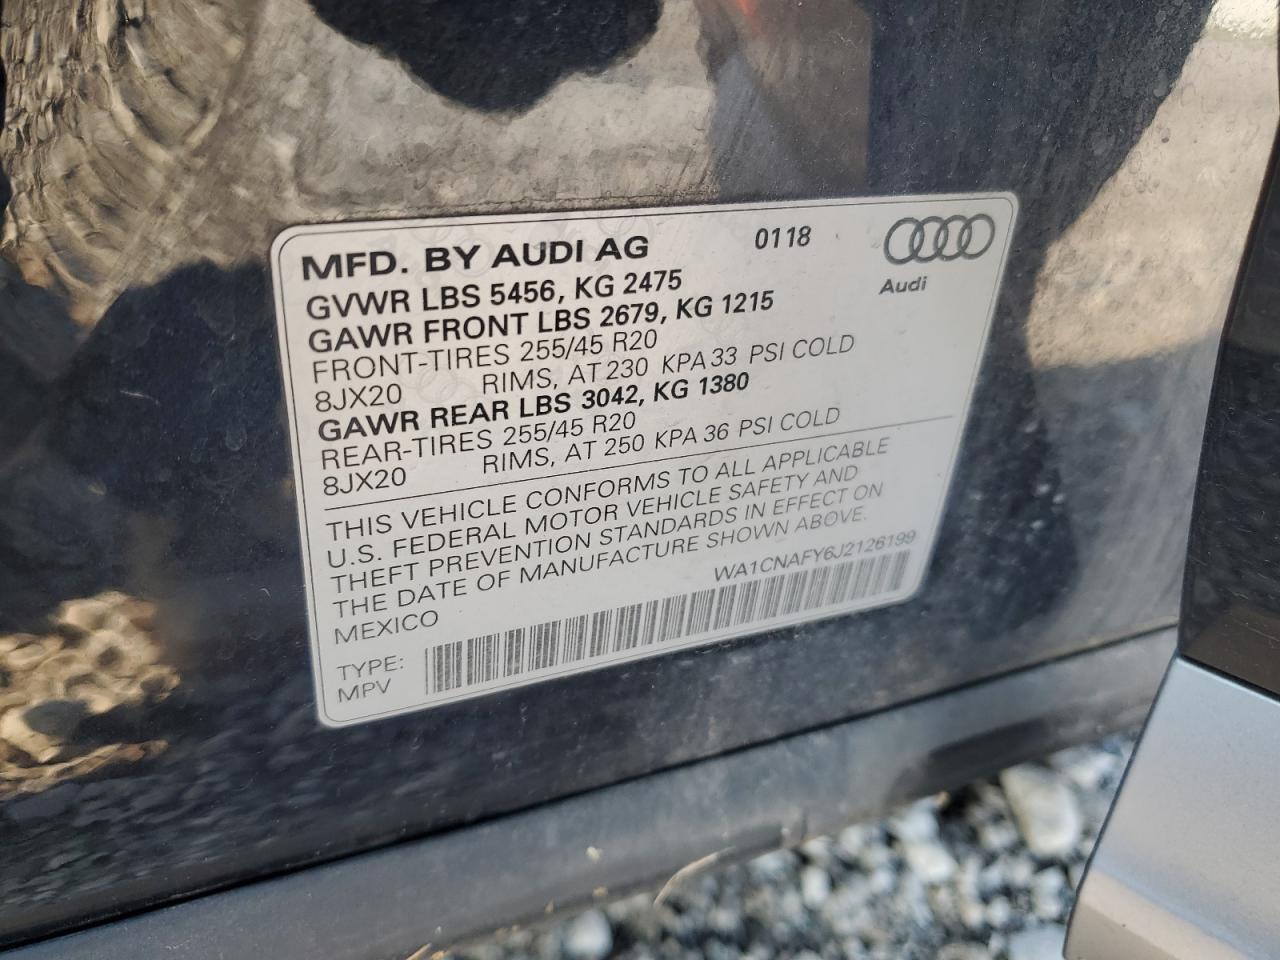 MFD. BY AUDI AG 0118
Audi
GVWR LBS 5456, KG 2475
GAWR FRONT LBS 2679, KG 1215
FRONT-TIRES 255/45 R20
8JX20 RIMS, AT 230 KPA 33 PSI COLD
GAWR REAR LBS 3042, KG 1380
REAR-TIRES 255/45 R20
8JX20 RIMS, AT 250 KPA 36 PSI COLD
THIS VEHICLE CONFORMS TO ALL APPLICABLE
U.S. FEDERAL MOTOR VEHICLE SAFETY AND
THEFT PREVENTION STANDARDS IN EFFECT ON
THE DATE OF MANUFACTURE SHOWN ABOVE.
MEXICO
WA1CNAFY6J2126199
TYPE:
MPV